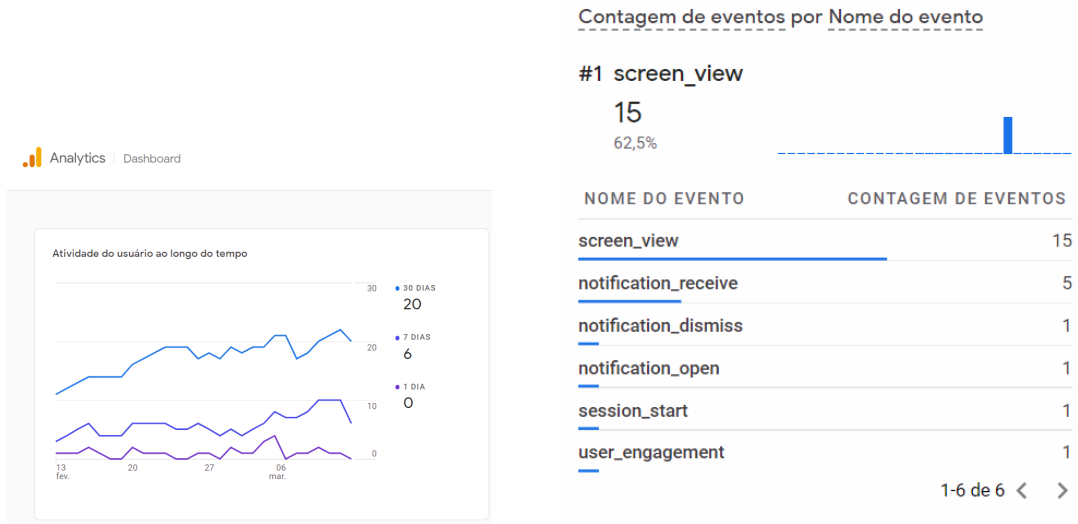 Analytics
Dashboard
Atividade do usuário ao longo do tempo
30
20
10
0
13
fev.
20
27
06
mar.
30 DIAS
20
7 DIAS
6
1 DIA
0
Contagem de eventos por Nome do evento
#1 screen_view
15
62,5%
NOME DO EVENTO CONTAGEM DE EVENTOS
screen_view 15
notification_receive 5
notification_dismiss 1
notification_open 1
session_start 1
user_engagement 1
1-6 de 6